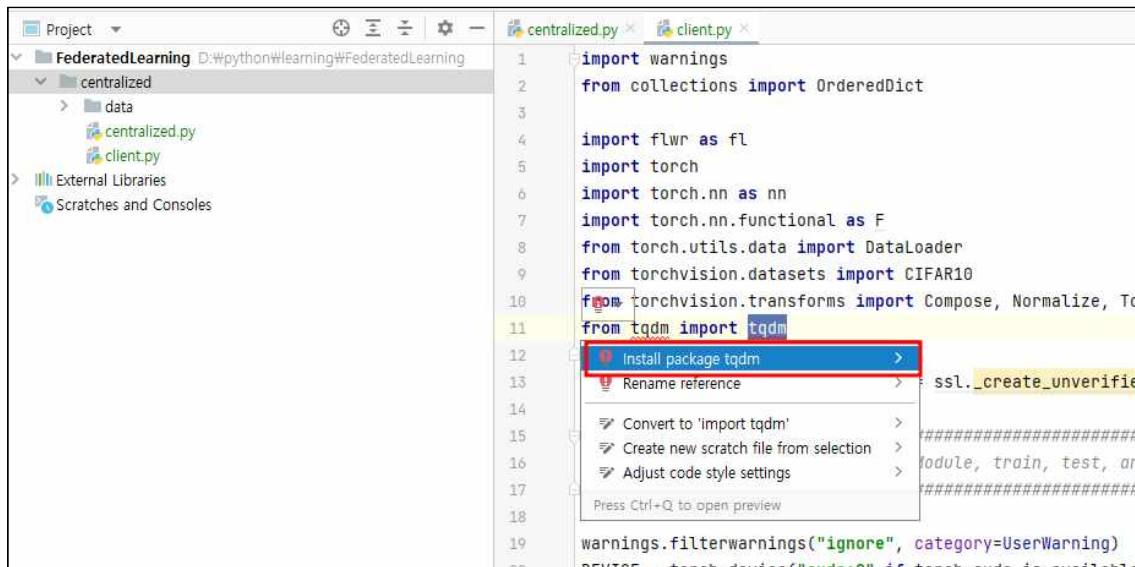 Project
FederatedLearning D:₩python₩learning₩FederatedLearning
centralized
data
centralized.py
client.py
External Libraries
Scratches and Consoles
centralized.py
client.py
1 import warnings
2 from collections import OrderedDict
3
4 import flwr as fl
5 import torch
6 import torch.nn as nn
7 import torch.nn.functional as F
8 from torch.utils.data import DataLoader
9 from torchvision.datasets import CIFAR10
10 from torchvision.transforms import Compose, Normalize, To
11 from tqdm import tqdm
12
Install package tqdm
13 = ssl._create_unverifie
Rename reference
14
Convert to 'import tqdm'
15 ########################
Create new scratch file from selection
16 Module, train, test, an
Adjust code style settings
17 ########################
Press Ctrl+Q to open preview
18
19 warnings.filterwarnings("ignore", category=UserWarning)